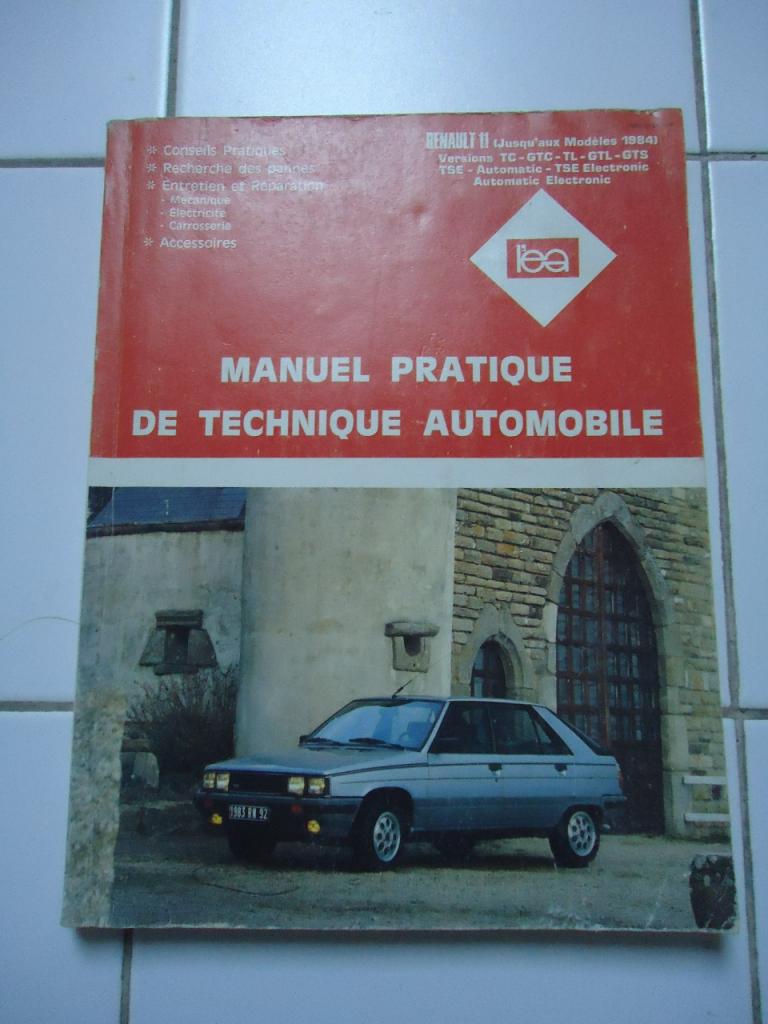 * Conseils Pratiques
* Recherche des pannes
* Entretien et Réparation
- Mécanique
- Électricité
- Carrosserie
* Accessoires
RENAULT 11 (Jusqu'aux Modèles 1984)
Versions TC - GTC - TL - GTL - GTS
TSE - Automatic - TSE Electronic
Automatic Electronic
l'ea
MANUEL PRATIQUE
DE TECHNIQUE AUTOMOBILE
1983 RN 92